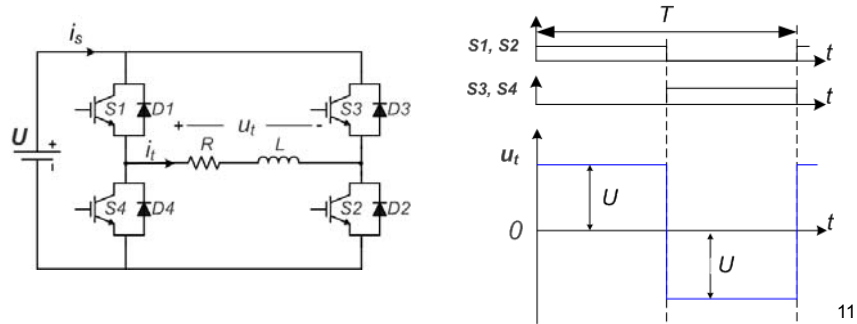 i_s
S1
D1
S3
D3
+ u_t -
U
+
-
i_t
R
L
S4
D4
S2
D2
T
S1, S2
t
S3, S4
t
u_t
U
0
t
U
11